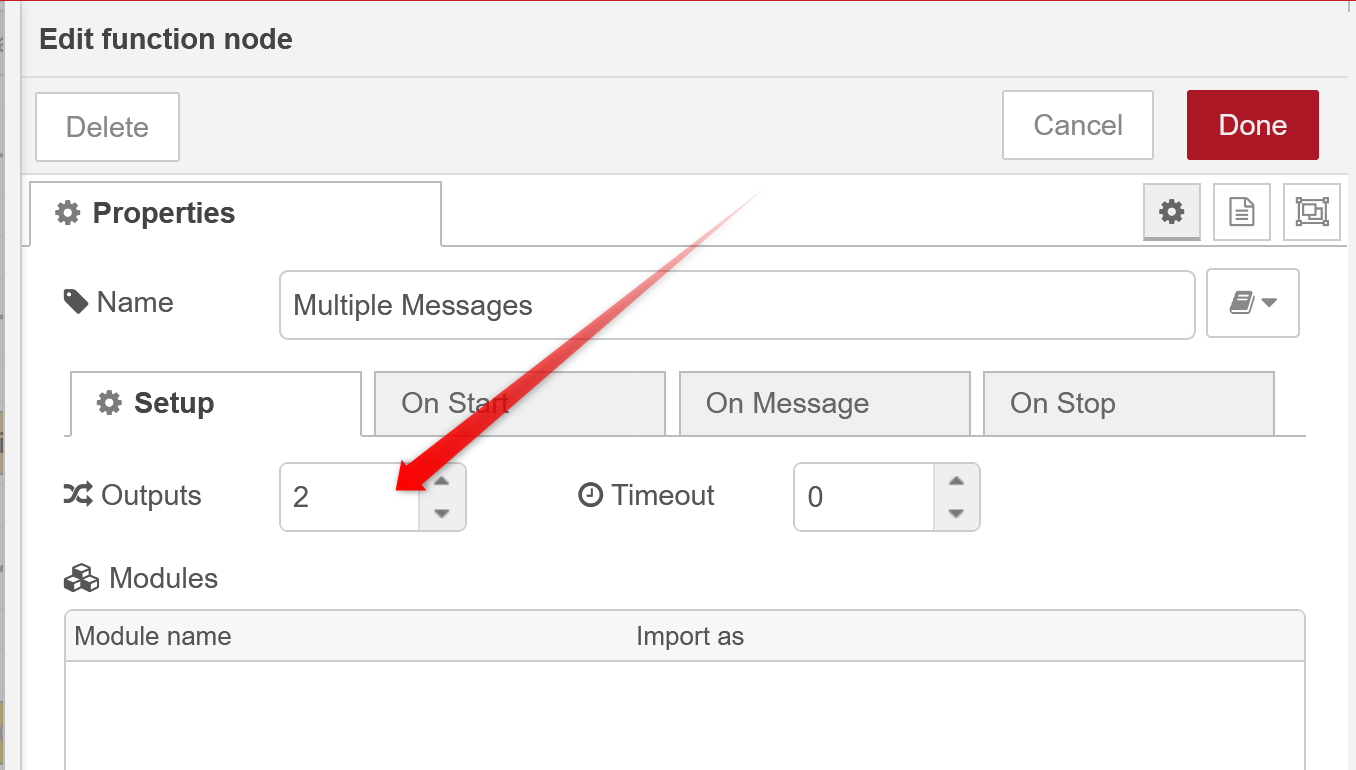 Edit function node
Delete Cancel Done
Properties
Name Multiple Messages
Setup On Start On Message On Stop
Outputs 2 Timeout 0
Modules
Module name Import as